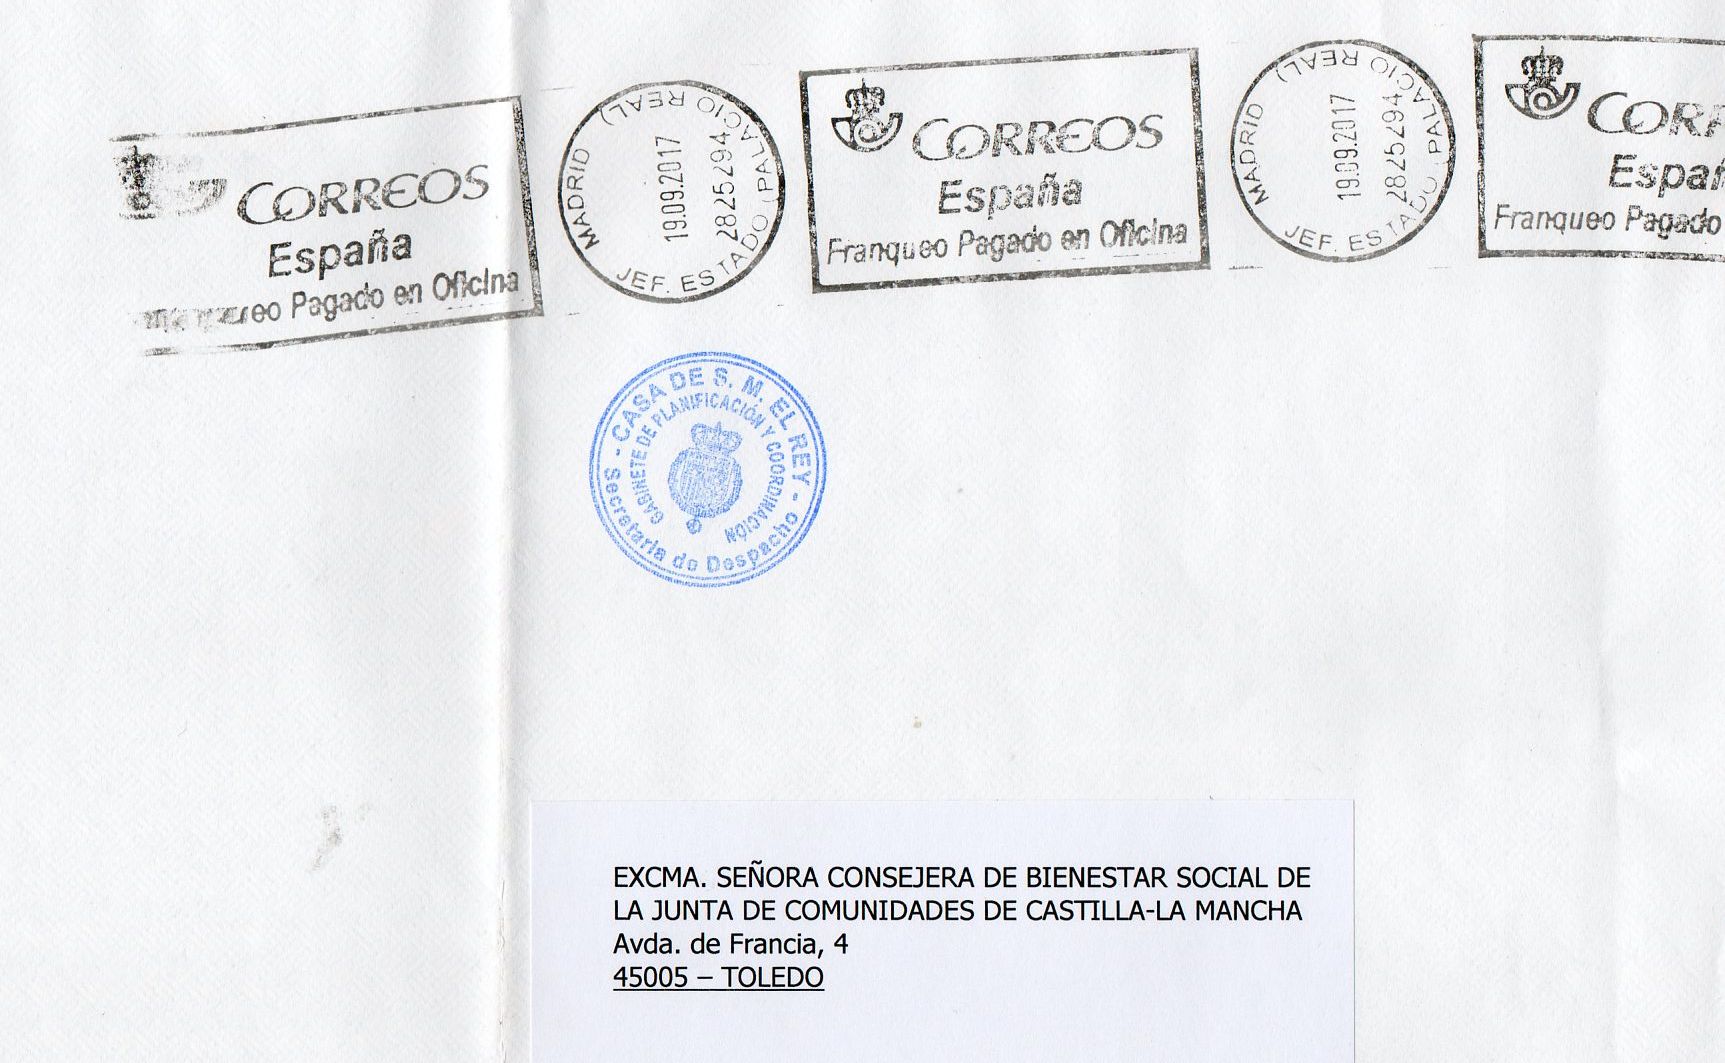 CORREOS
España
Pagado en Oficina
MADRID
JEF. ESTADO (PALACIO REAL)
19.09.2017
2825294
CORREOS
España
Franqueo Pagado en Oficina
MADRID
JEF. ESTADO (PALACIO REAL)
19.09.2017
2825294
Franqueo Pagado
- CASA DE S. M. EL REY -
GABINETE DE PLANIFICACIÓN Y COORDINACIÓN
Secretaría de Despacho
EXCMA. SEÑORA CONSEJERA DE BIENESTAR SOCIAL DE
LA JUNTA DE COMUNIDADES DE CASTILLA-LA MANCHA
Avda. de Francia, 4
45005 – TOLEDO